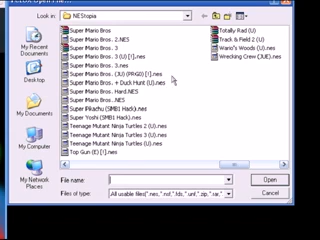 Look in:
NEStopia
My Recent Documents
Desktop
My Documents
My Computer
My Network Places
Super Mario Bros
Super Mario Bros. 2.NES
Super Mario Bros. 3
Super Mario Bros. 3 (U) [!].nes
Super Mario Bros. 3.nes
Super Mario Bros. (JU) (PRG0) [!].nes
Super Mario Bros. + Duck Hunt (U).nes
Super Mario Bros. Hard.NES
Super Mario Bros..NES
Super Pikachu (SMB1 Hack).nes
Super Yoshi (SMB1 Hack).nes
Teenage Mutant Ninja Turtles 2 (U).nes
Teenage Mutant Ninja Turtles 3 (U).nes
Teenage Mutant Ninja Turtles (U).nes
Top Gun (E) [!].nes
Totally Rad (U)
Track & Field 2 (U)
Wario's Woods (U).nes
Wrecking Crew (JUE).nes
File name:
Open
Files of type:
All usable files(*.nes,*.nsf,*.fds,*.unf,*.zip,*.rar,
Cancel